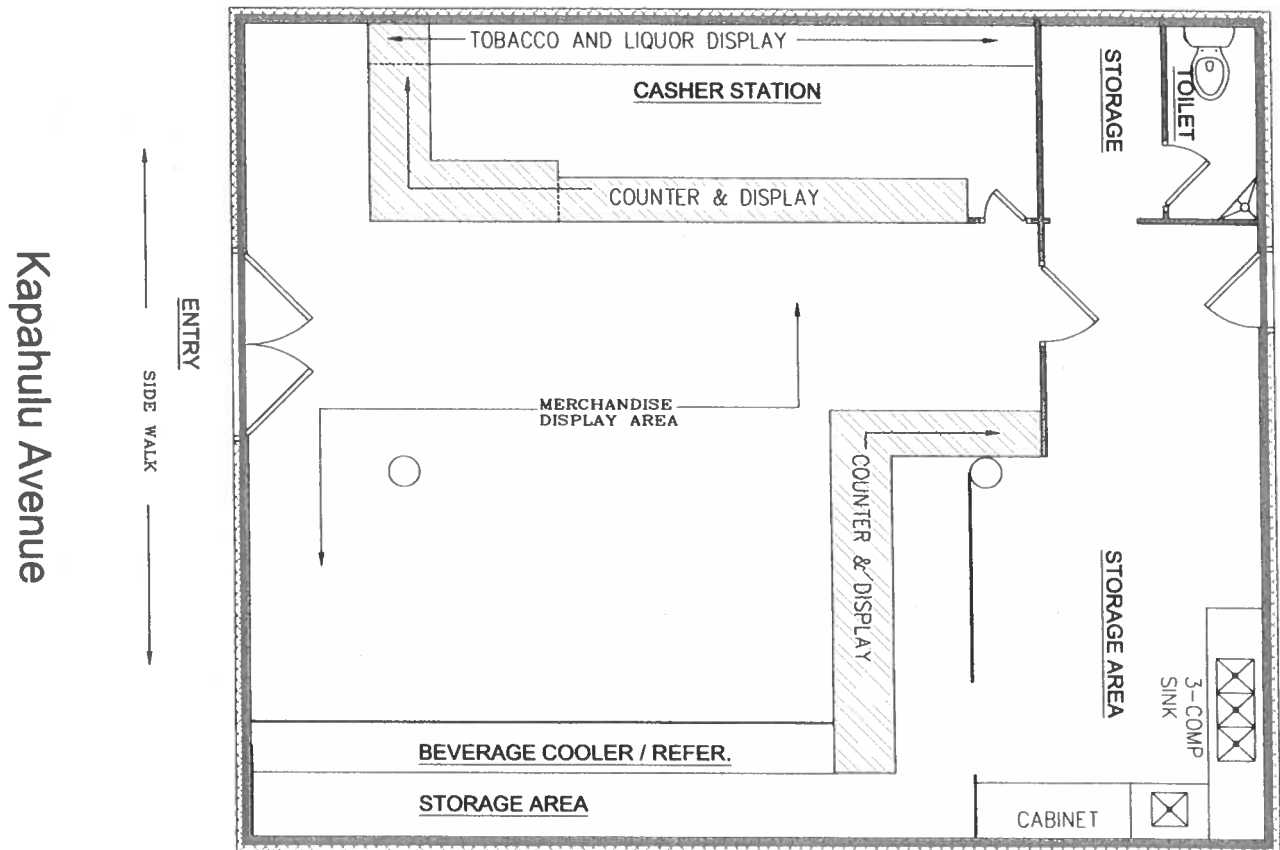 TOBACCO AND LIQUOR DISPLAY
CASHER STATION
STORAGE
TOILET
COUNTER & DISPLAY
Kapahulu Avenue
SIDE WALK
ENTRY
MERCHANDISE
DISPLAY AREA
COUNTER & DISPLAY
STORAGE AREA
3-COMP
SINK
BEVERAGE COOLER / REFER.
STORAGE AREA
CABINET